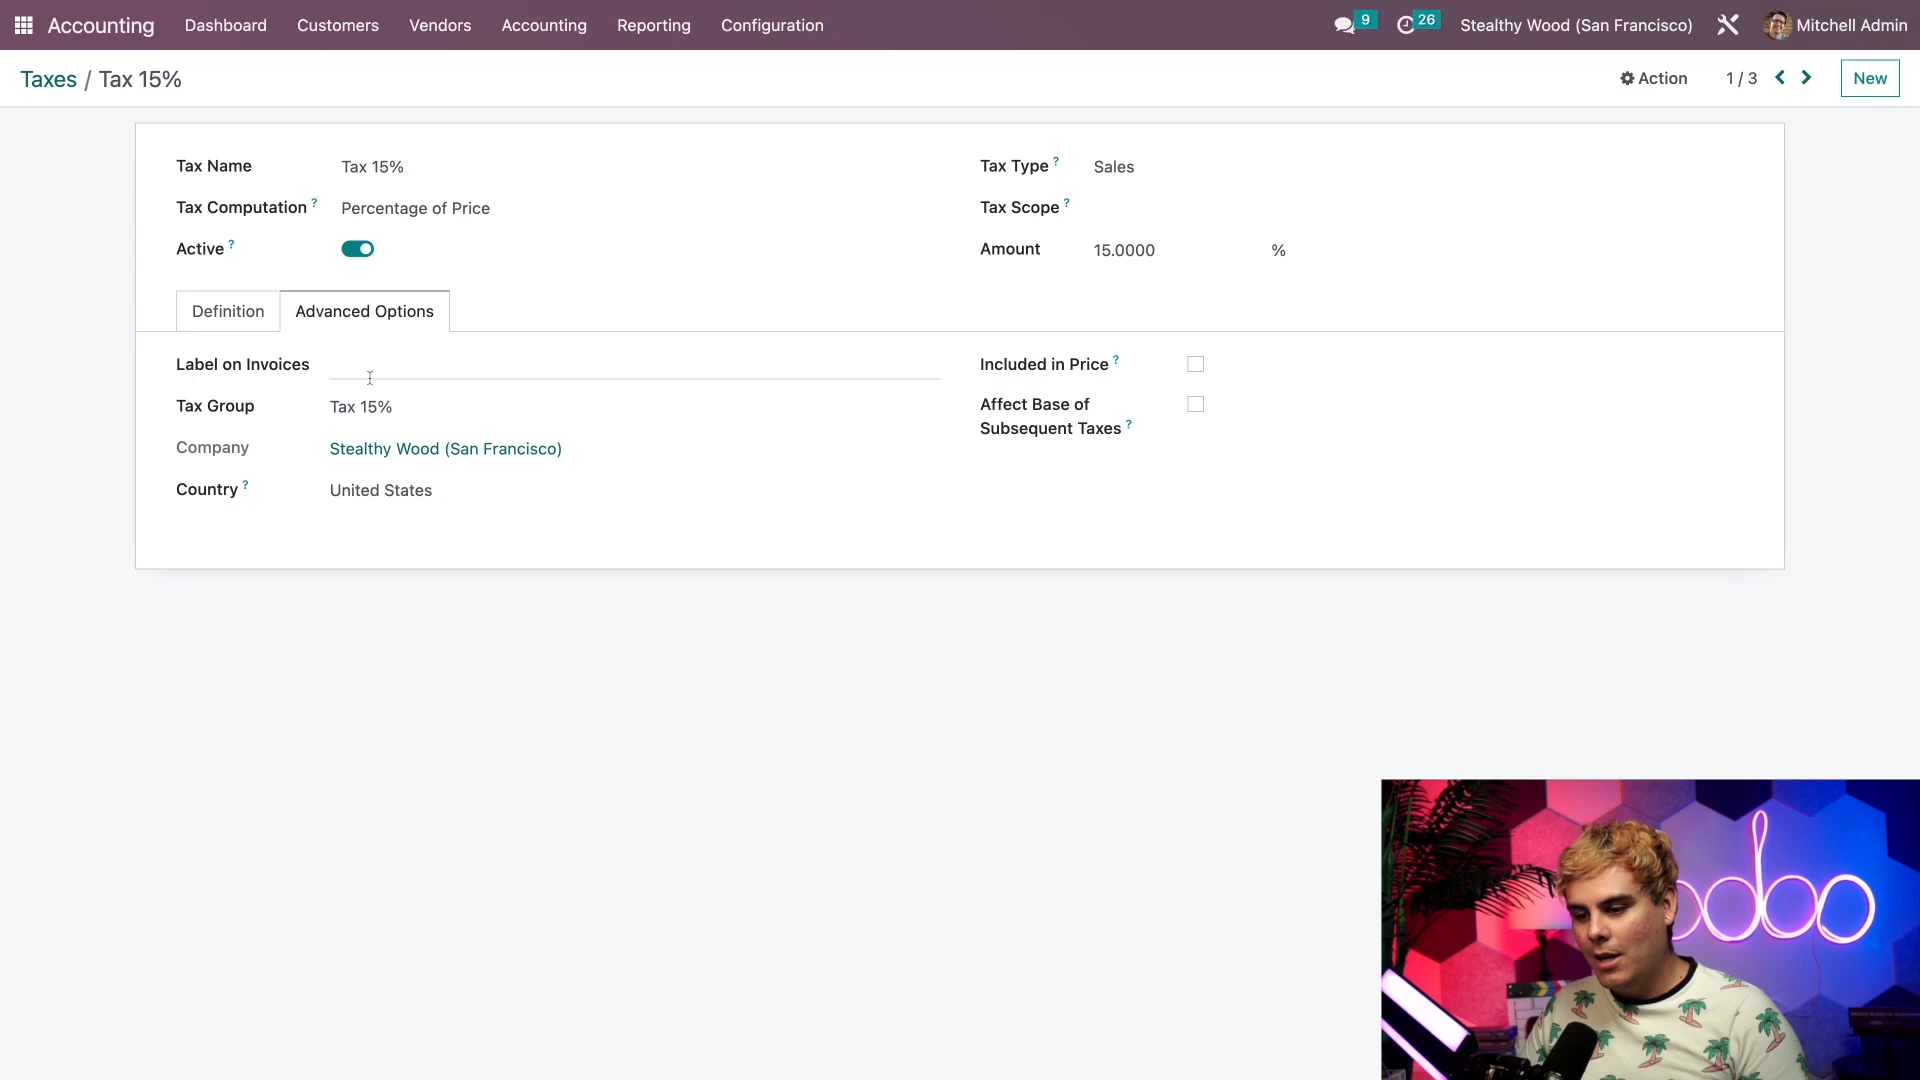 Accounting Dashboard Customers Vendors Accounting Reporting Configuration 9 26 Stealthy Wood (San Francisco) Mitchell Admin
Taxes / Tax 15% Action 1 / 3 New
Tax Name Tax 15% Tax Type ? Sales
Tax Computation ? Percentage of Price Tax Scope ?
Active ? Amount 15.0000 %
Definition Advanced Options
Label on Invoices Included in Price ?
Tax Group Tax 15% Affect Base of
Subsequent Taxes ?
Company Stealthy Wood (San Francisco)
Country ? United States
odoo